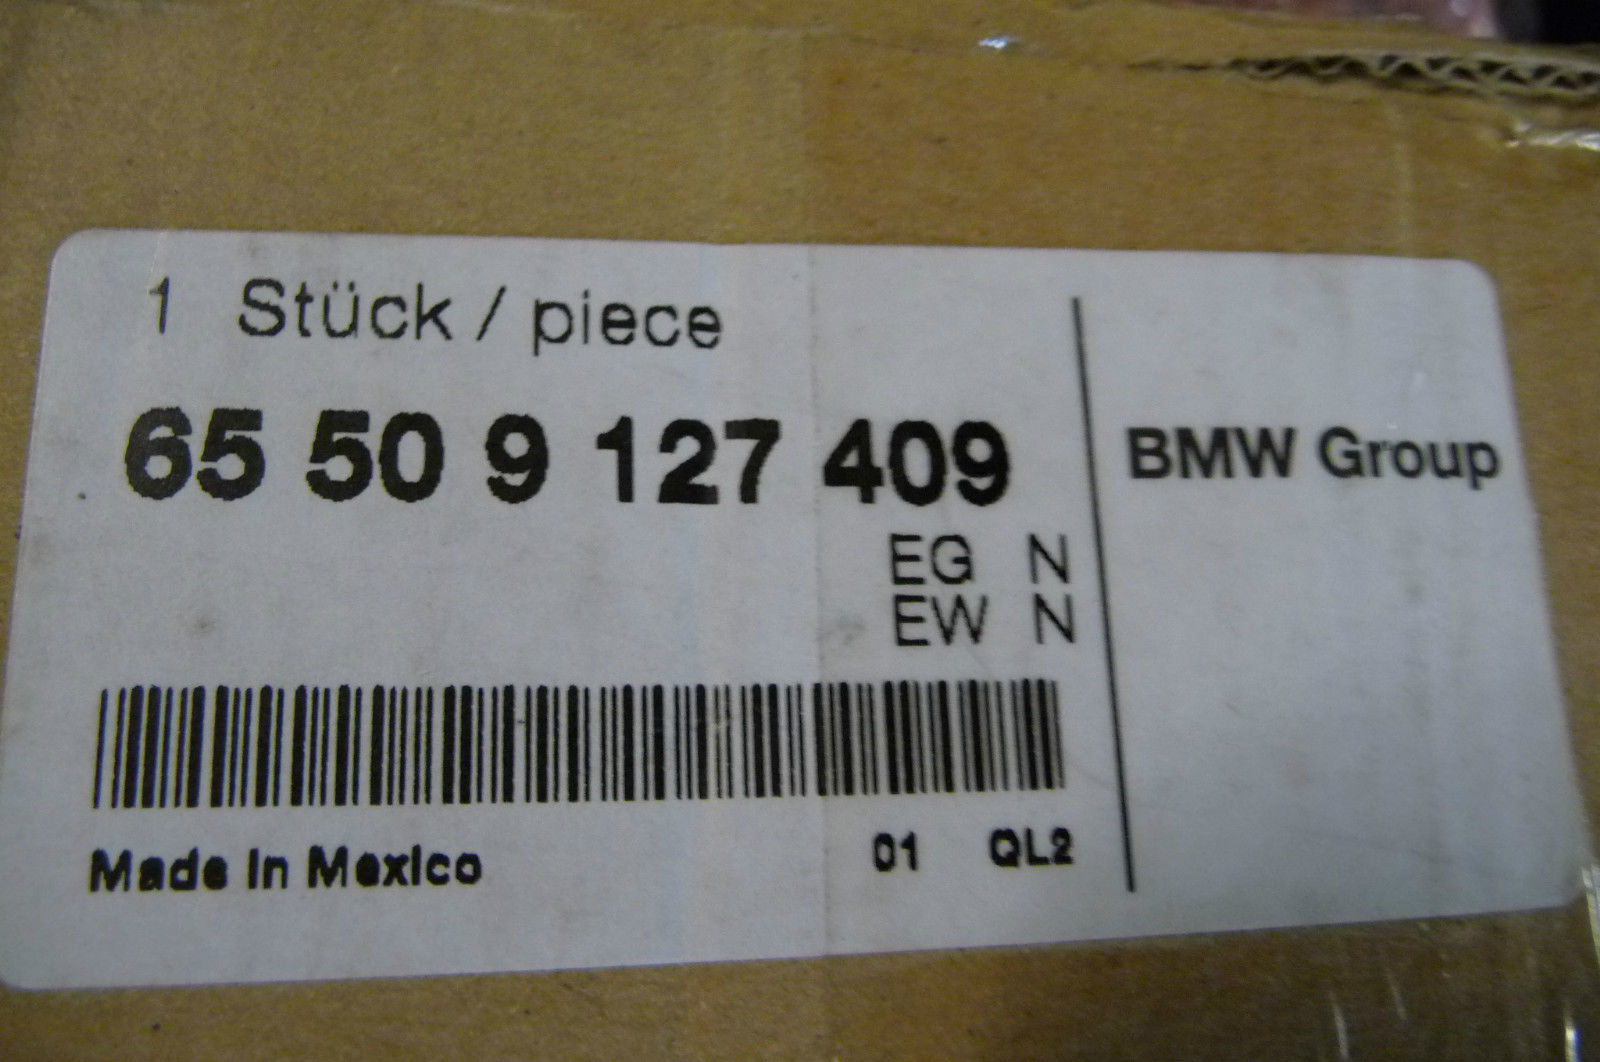 1 Stück / piece
65 50 9 127 409
BMW Group
EG N
EW N
Made In Mexico 01 QL2